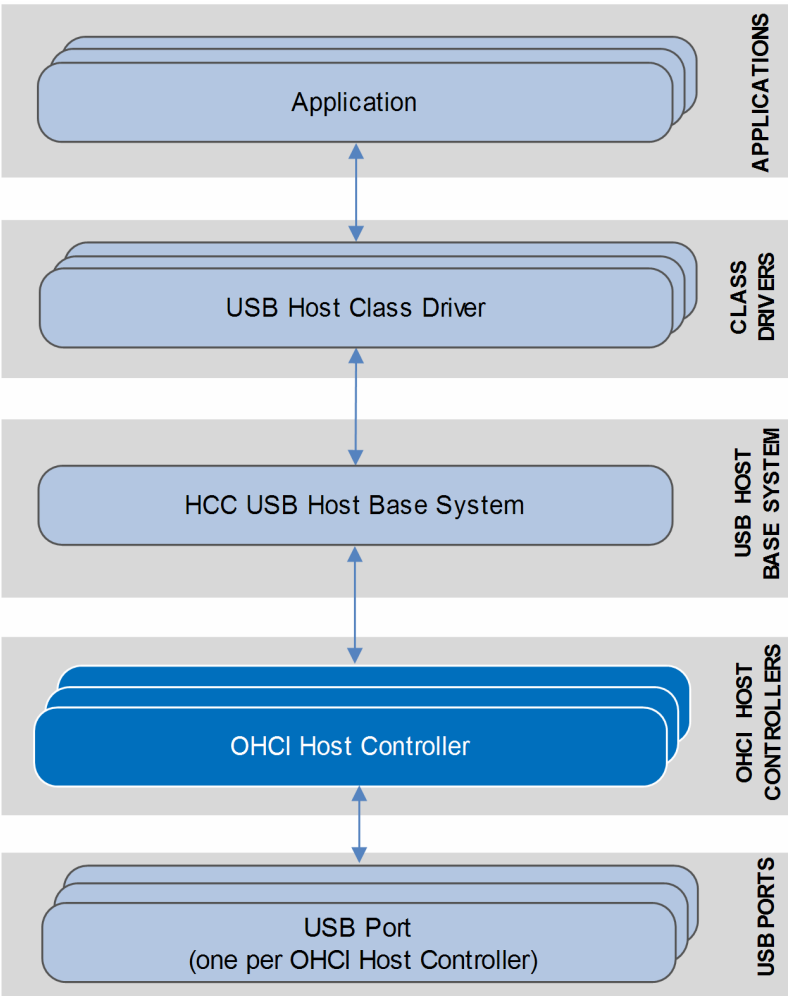 Application
APPLICATIONS
USB Host Class Driver
CLASS
DRIVERS
HCC USB Host Base System
USB HOST
BASE SYSTEM
OHCI Host Controller
OHCI HOST
CONTROLLERS
USB Port
(one per OHCI Host Controller)
USB PORTS